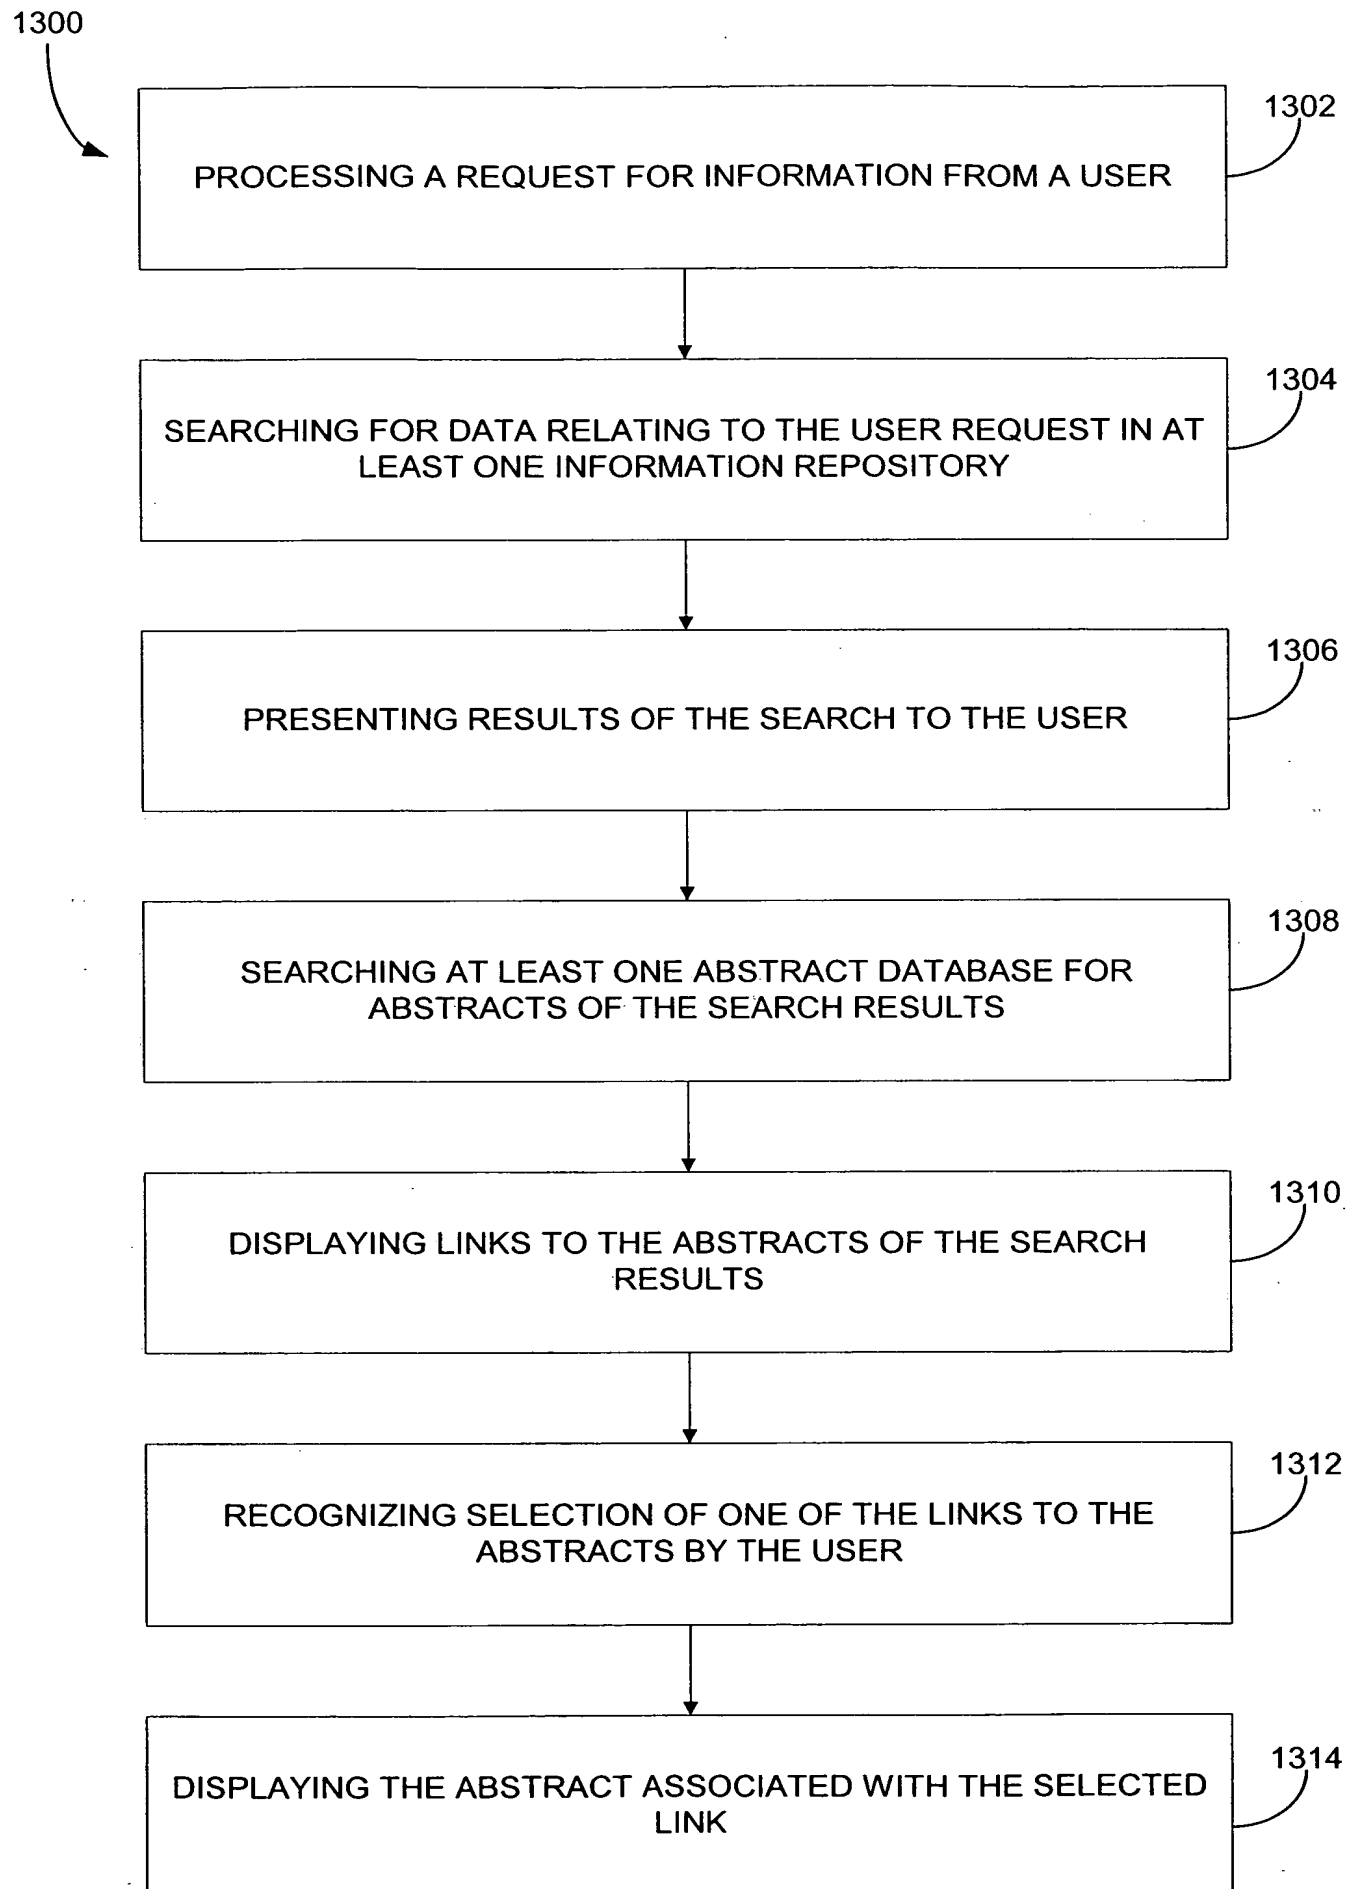 1300
1302
PROCESSING A REQUEST FOR INFORMATION FROM A USER
1304
SEARCHING FOR DATA RELATING TO THE USER REQUEST IN AT
LEAST ONE INFORMATION REPOSITORY
1306
PRESENTING RESULTS OF THE SEARCH TO THE USER
1308
SEARCHING AT LEAST ONE ABSTRACT DATABASE FOR
ABSTRACTS OF THE SEARCH RESULTS
1310
DISPLAYING LINKS TO THE ABSTRACTS OF THE SEARCH
RESULTS
1312
RECOGNIZING SELECTION OF ONE OF THE LINKS TO THE
ABSTRACTS BY THE USER
1314
DISPLAYING THE ABSTRACT ASSOCIATED WITH THE SELECTED
LINK